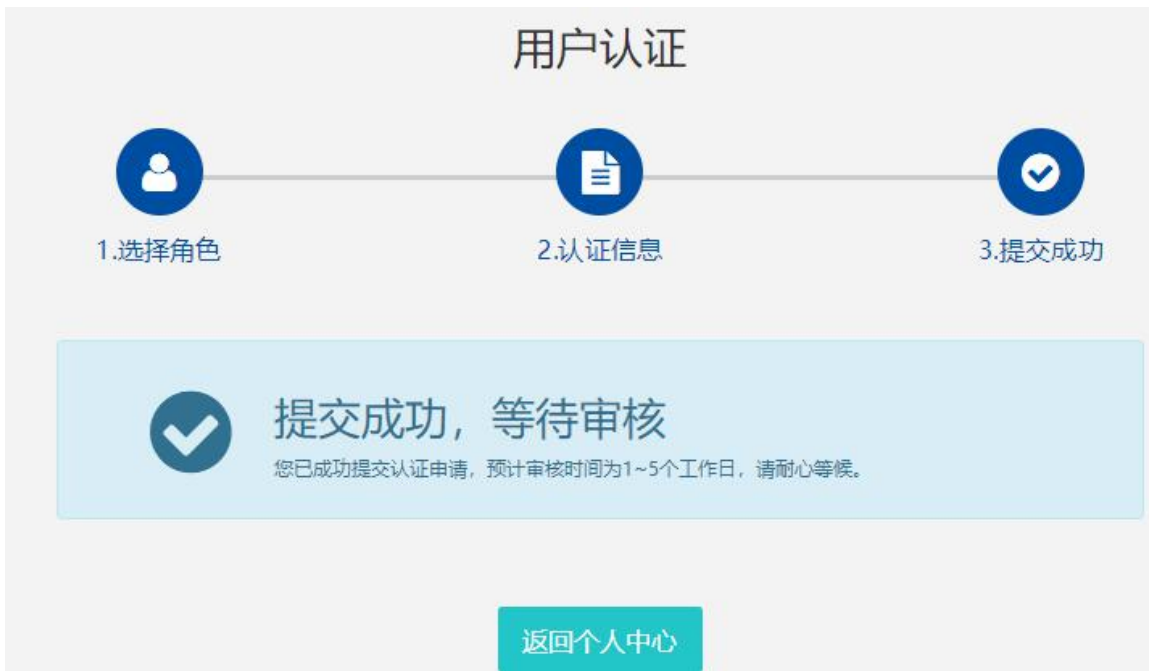 用户认证
1.选择角色
2.认证信息
3.提交成功
提交成功，等待审核
您已成功提交认证申请，预计审核时间为1~5个工作日，请耐心等候。
返回个人中心